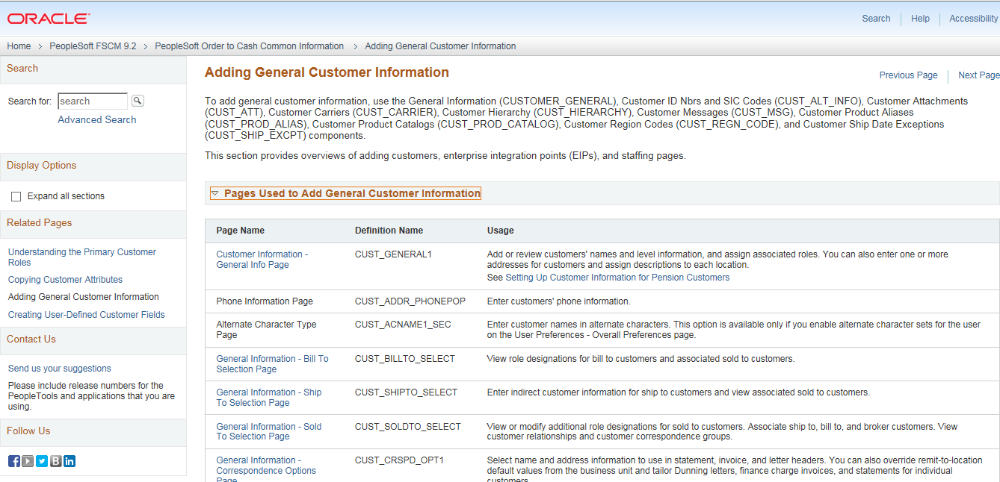 ORACLE
Search Help Accessibility
Home > PeopleSoft FSCM 9.2 > PeopleSoft Order to Cash Common Information > Adding General Customer Information
Search
Search for: search
Advanced Search
Display Options
Expand all sections
Related Pages
Understanding the Primary Customer
Roles
Copying Customer Attributes
Adding General Customer Information
Creating User-Defined Customer Fields
Contact Us
Send us your suggestions
Please include release numbers for the
PeopleTools and applications that you are
using.
Follow Us
Adding General Customer Information
Previous Page Next Page
To add general customer information, use the General Information (CUSTOMER_GENERAL), Customer ID Nbrs and SIC Codes (CUST_ALT_INFO), Customer Attachments
(CUST_ATT), Customer Carriers (CUST_CARRIER), Customer Hierarchy (CUST_HIERARCHY), Customer Messages (CUST_MSG), Customer Product Aliases
(CUST_PROD_ALIAS), Customer Product Catalogs (CUST_PROD_CATALOG), Customer Region Codes (CUST_REGN_CODE), and Customer Ship Date Exceptions
(CUST_SHIP_EXCPT) components.
This section provides overviews of adding customers, enterprise integration points (EIPs), and staffing pages.
Pages Used to Add General Customer Information
Page Name Definition Name Usage
Customer Information - CUST_GENERAL1 Add or review customers' names and level information, and assign associated roles. You can also enter one or more
General Info Page addresses for customers and assign descriptions to each location.
See Setting Up Customer Information for Pension Customers
Phone Information Page CUST_ADDR_PHONEPOP Enter customers' phone information.
Alternate Character Type CUST_ACNAME1_SEC Enter customer names in alternate characters. This option is available only if you enable alternate character sets for the user
Page on the User Preferences - Overall Preferences page.
General Information - Bill To CUST_BILLTO_SELECT View role designations for bill to customers and associated sold to customers.
Selection Page
General Information - Ship CUST_SHIPTO_SELECT Enter indirect customer information for ship to customers and view associated sold to customers.
To Selection Page
General Information - Sold CUST_SOLDTO_SELECT View or modify additional role designations for sold to customers. Associate ship to, bill to, and broker customers. View
To Selection Page customer relationships and customer correspondence groups.
General Information - CUST_CRSPD_OPT1 Select name and address information to use in statement, invoice, and letter headers. You can also override remit-to-location
Correspondence Options default values from the business unit and tailor Dunning letters, finance charge invoices, and statements for individual
Page customers.